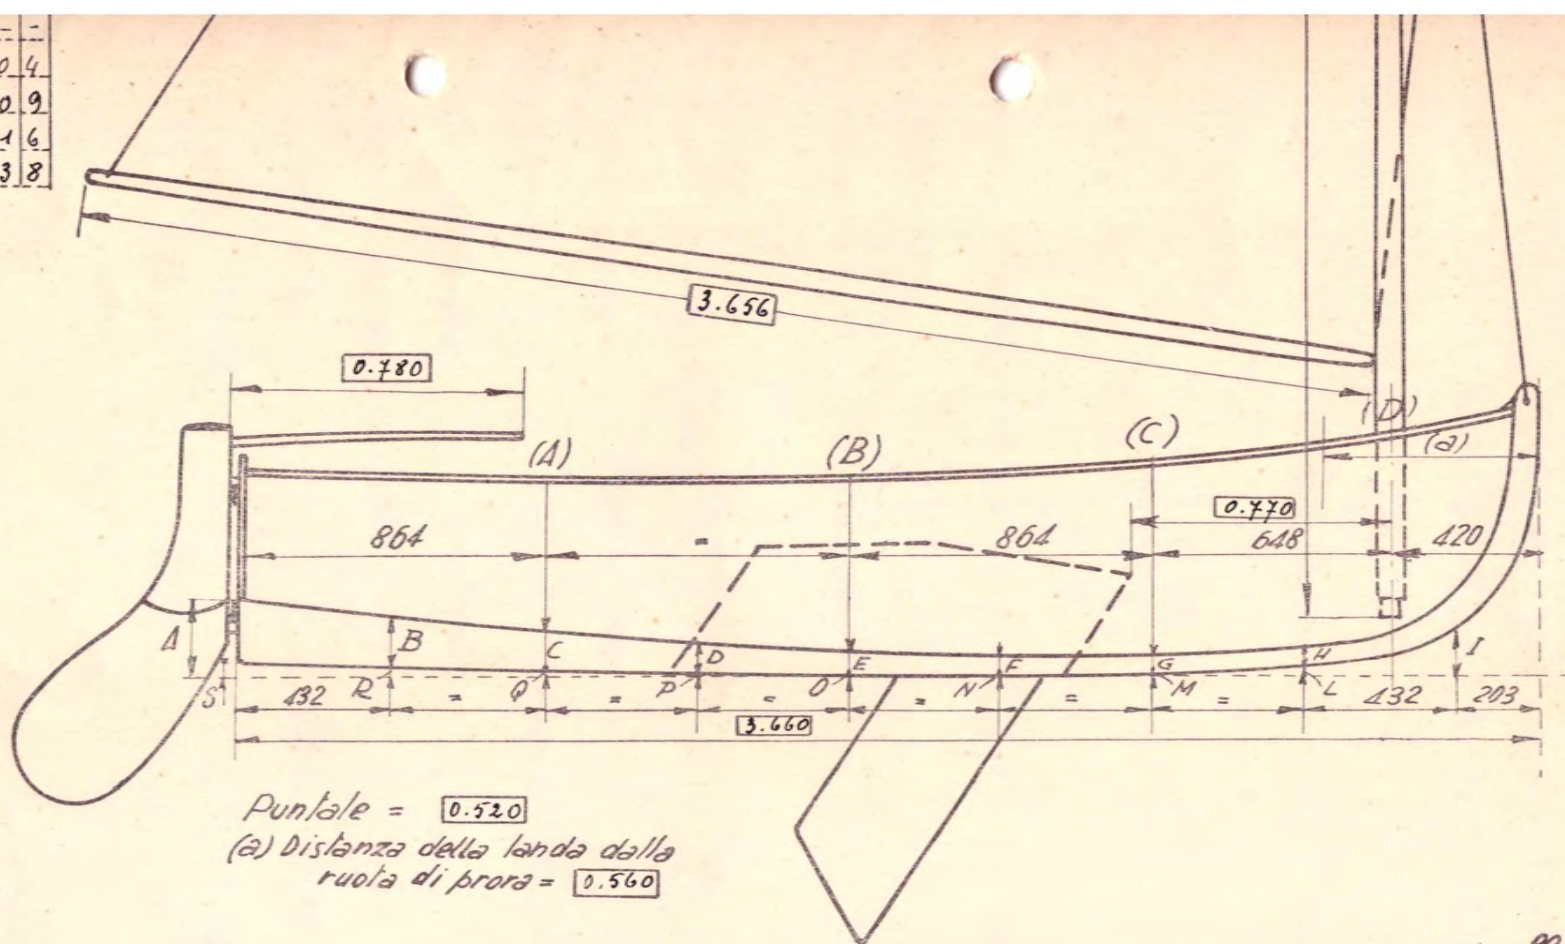 0 4
0 9
1 6
3 8
3.656
0.780
(A)
(B)
(C)
(D)
(a)
0.770
864
=
864
648
420
A
B
C
D
E
F
G
H
I
S
R
Q
P
O
N
M
L
432
=
=
=
=
=
=
432
203
3.660
Puntale = 0.520
(a) Distanza della landa dalla
ruota di prora = 0.560